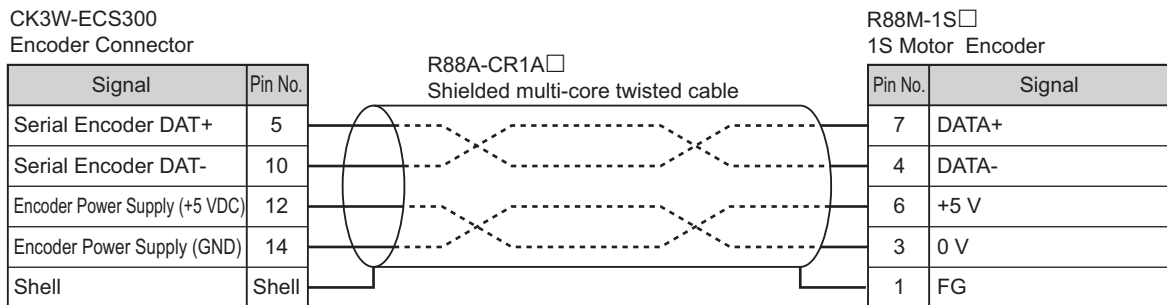 CK3W-ECS300
Encoder Connector
R88M-1S□
1S Motor Encoder
R88A-CR1A□
Shielded multi-core twisted cable
Signal Pin No.
Serial Encoder DAT+ 5
Serial Encoder DAT- 10
Encoder Power Supply (+5 VDC) 12
Encoder Power Supply (GND) 14
Shell Shell
Pin No. Signal
7 DATA+
4 DATA-
6 +5 V
3 0 V
1 FG